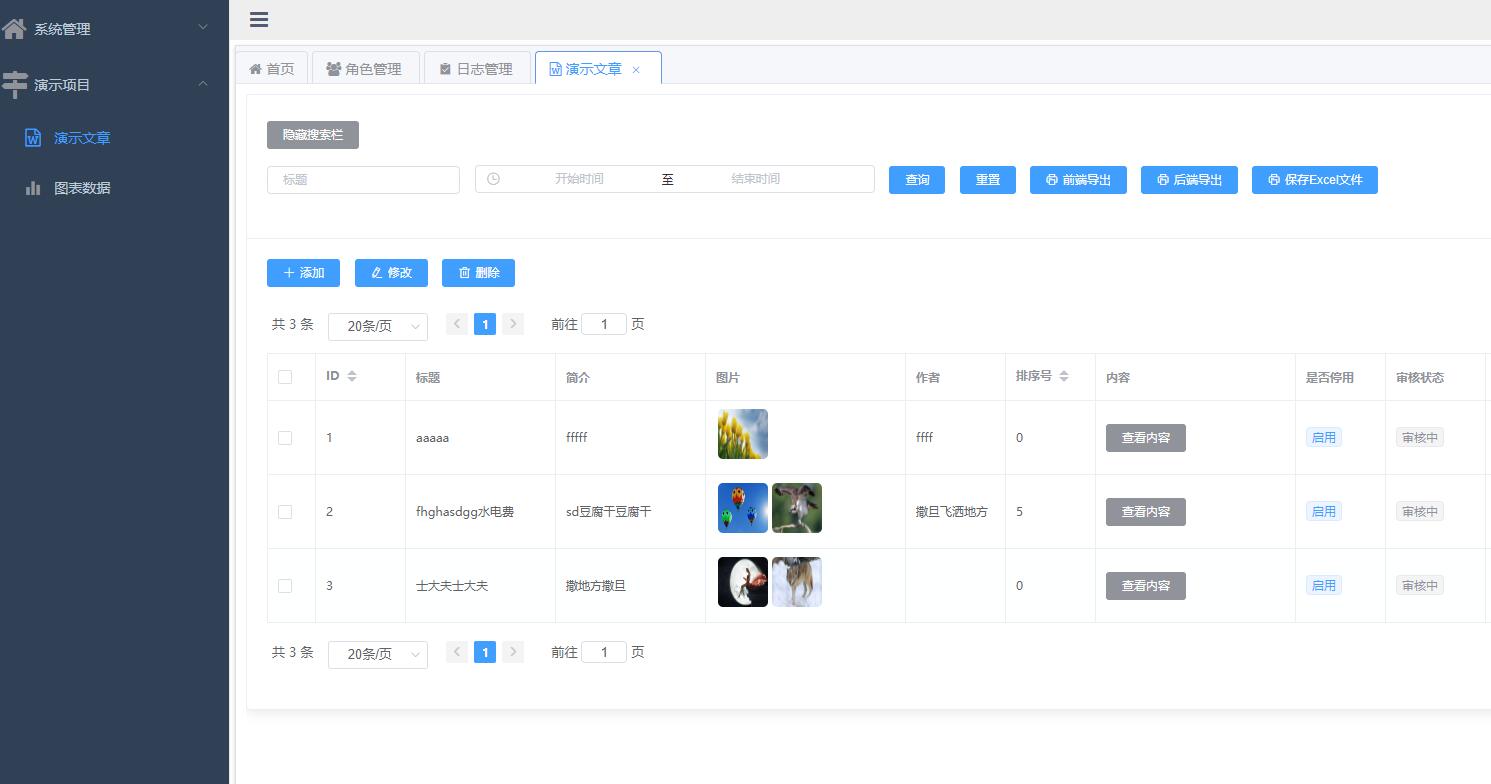 系统管理
演示项目
演示文章
图表数据
首页 角色管理 日志管理 演示文章
隐藏搜索栏
标题 开始时间 至 结束时间 查询 重置 前端导出 后端导出 保存Excel文件
添加 修改 删除
共 3 条 20条/页 1 前往 1 页
ID 标题 简介 图片 作者 排序号 内容 是否停用 审核状态
1 aaaaa fffff ffff 0 查看内容 启用 审核中
2 fhghasdgg水电费 sd豆腐干豆腐干 撒旦飞洒地方 5 查看内容 启用 审核中
3 士大夫士大夫 撒地方撒旦 0 查看内容 启用 审核中
共 3 条 20条/页 1 前往 1 页